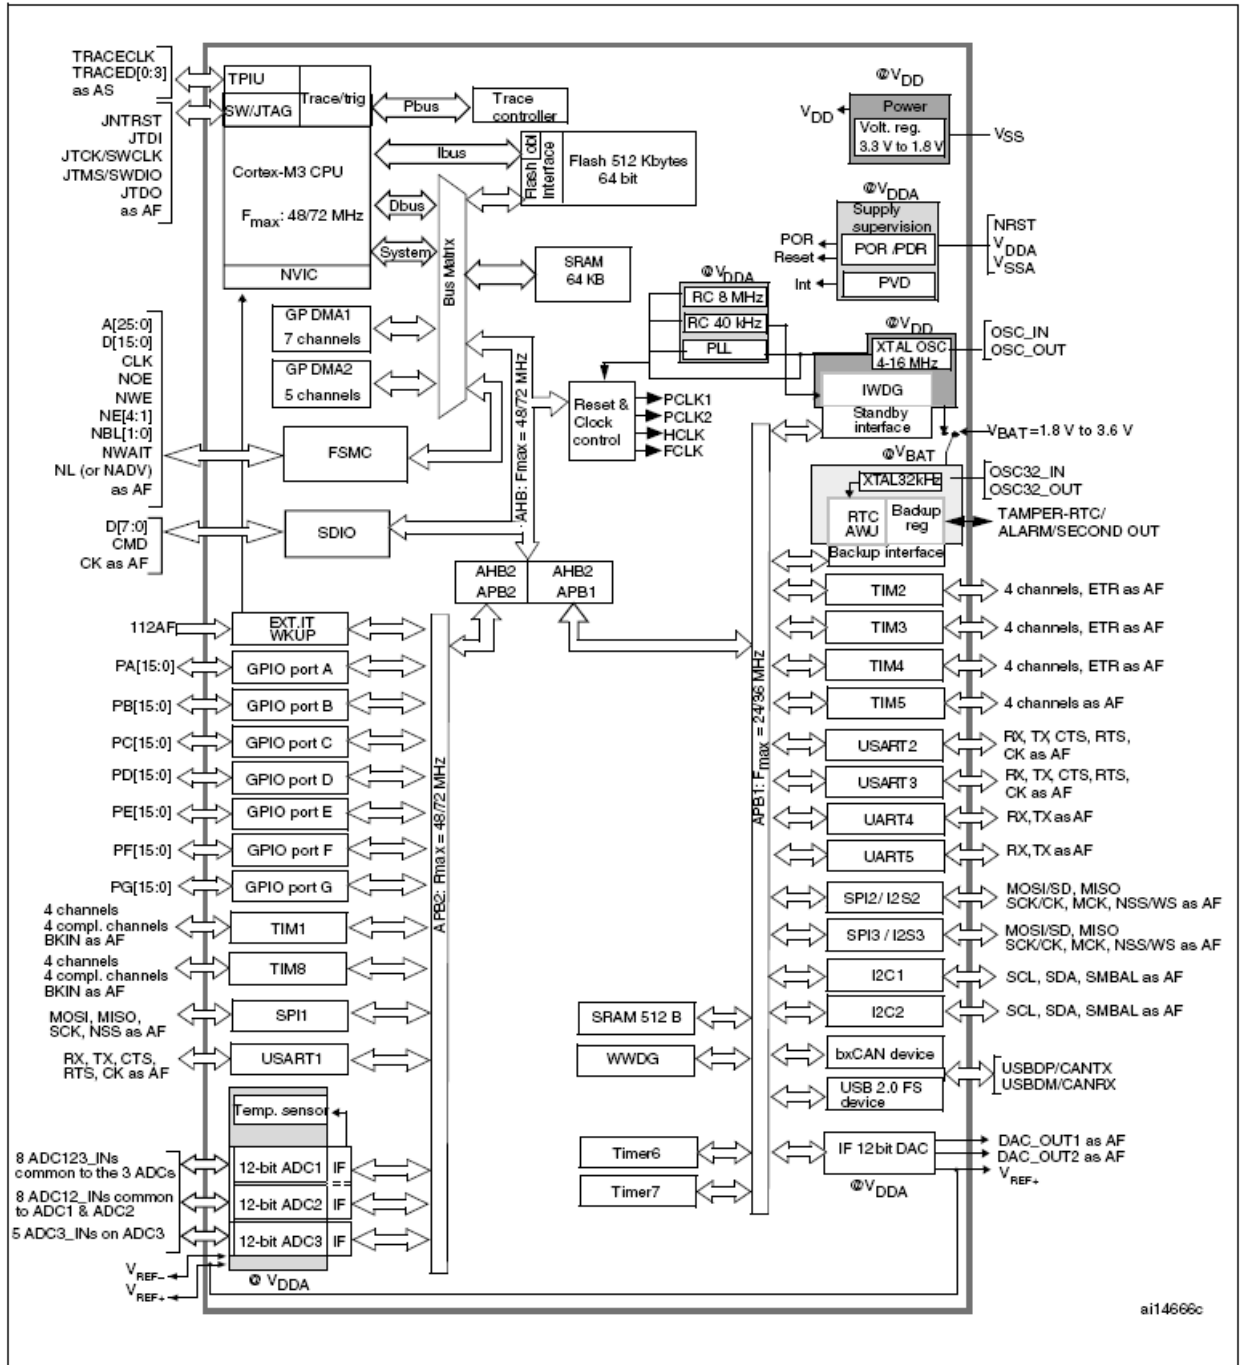 TRACECLK
TRACED[0:3]
as AS
JNTRST
JTDI
JTCK/SWCLK
JTMS/SWDIO
JTDO
as AF
TPIU
SW/JTAG
Trace/trig
Pbus
Trace
controller
Cortex-M3 CPU
Fmax: 48/72 MHz
NVIC
Ibus
Dbus
System
Flash obl
Interface
Flash 512 Kbytes
64 bit
Bus Matrix
SRAM
64 KB
GP DMA1
7 channels
GP DMA2
5 channels
@VDD
Power
VDD
Volt. reg.
3.3 V to 1.8 V
VSS
@VDDA
Supply
supervision
POR
Reset
Int
POR /PDR
PVD
NRST
VDDA
VSSA
@VDDA
RC 8 MHz
RC 40 kHz
PLL
@VDD
XTAL OSC
4-16 MHz
OSC_IN
OSC_OUT
IWDG
Standby
interface
Reset &
Clock
control
PCLK1
PCLK2
HCLK
FCLK
VBAT=1.8 V to 3.6 V
@VBAT
XTAL32kHz
OSC32_IN
OSC32_OUT
RTC
AWU
Backup
reg
TAMPER-RTC/
ALARM/SECOND OUT
Backup interface
A[25:0]
D[15:0]
CLK
NOE
NWE
NE[4:1]
NBL[1:0]
NWAIT
NL (or NADV)
as AF
FSMC
D[7:0]
CMD
CK as AF
SDIO
AHB: Fmax = 48/72 MHz
AHB2
APB2
AHB2
APB1
112AF
EXT.IT
WKUP
PA[15:0]
GPIO port A
PB[15:0]
GPIO port B
PC[15:0]
GPIO port C
PD[15:0]
GPIO port D
PE[15:0]
GPIO port E
PF[15:0]
GPIO port F
PG[15:0]
GPIO port G
4 channels
4 compl. channels
BKIN as AF
TIM1
4 channels
4 compl. channels
BKIN as AF
TIM8
MOSI, MISO,
SCK, NSS as AF
SPI1
RX, TX, CTS,
RTS, CK as AF
USART1
Temp. sensor
8 ADC123_INs
common to the 3 ADCs
12-bit ADC1 IF
8 ADC12_INs common
to ADC1 & ADC2
12-bit ADC2 IF
5 ADC3_INs on ADC3
12-bit ADC3 IF
VREF–
VREF+
@ VDDA
APB2: Fmax = 48/72 MHz
APB1: Fmax = 24/36 MHz
TIM2
4 channels, ETR as AF
TIM3
4 channels, ETR as AF
TIM4
4 channels, ETR as AF
TIM5
4 channels as AF
USART2
RX, TX CTS, RTS,
CK as AF
USART3
RX, TX, CTS, RTS,
CK as AF
UART4
RX,TX as AF
UART5
RX,TX as AF
SPI2/ I2S2
MOSI/SD, MISO
SCK/CK, MCK, NSS/WS as AF
SPI3 / I2S3
MOSI/SD, MISO
SCK/CK, MCK, NSS/WS as AF
I2C1
SCL, SDA, SMBAL as AF
I2C2
SCL, SDA, SMBAL as AF
SRAM 512 B
WWDG
bxCAN device
USB 2.0 FS
device
USBDP/CANTX
USBDM/CANRX
Timer6
Timer7
IF 12bit DAC
@VDDA
DAC_OUT1 as AF
DAC_OUT2 as AF
VREF+
ai14666c